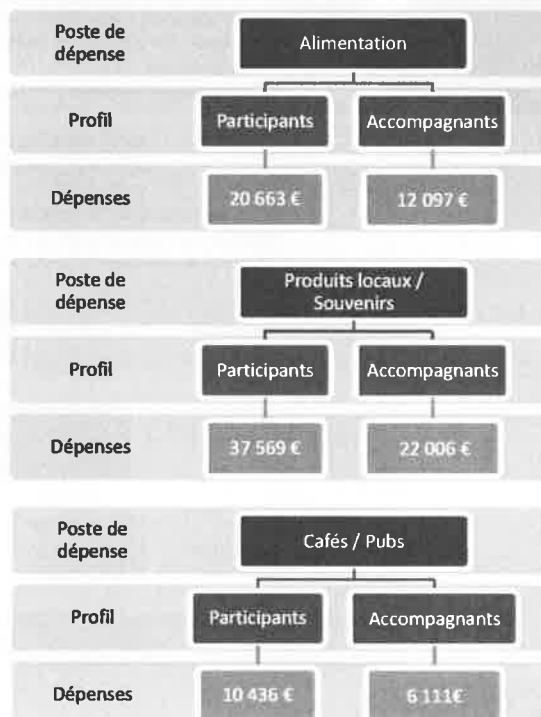 Poste de
dépense
Alimentation
Profil
Participants
Accompagnants
Dépenses
20 663 €
12 097 €
Poste de
dépense
Produits locaux /
Souvenirs
Profil
Participants
Accompagnants
Dépenses
37 569 €
22 006 €
Poste de
dépense
Cafés / Pubs
Profil
Participants
Accompagnants
Dépenses
10 436 €
6 111€